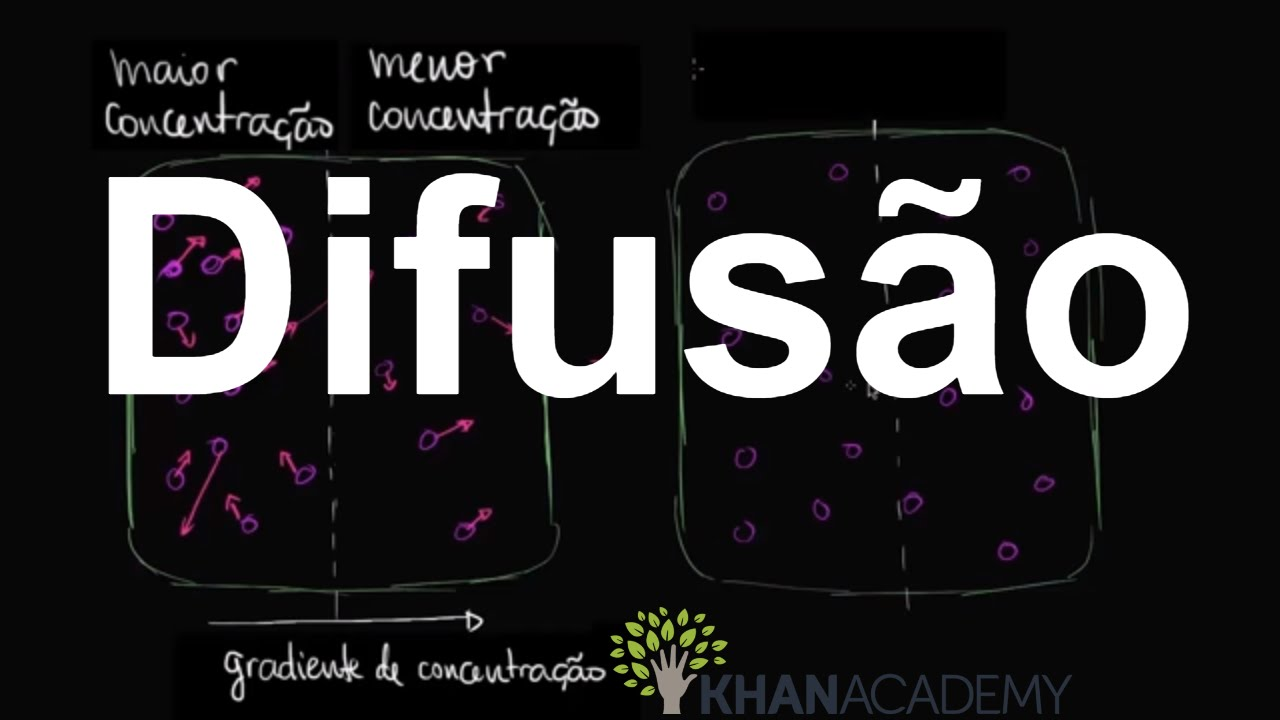 maior
concentração
menor
concentração
Difusão
gradiente de concentração
KHANACADEMY